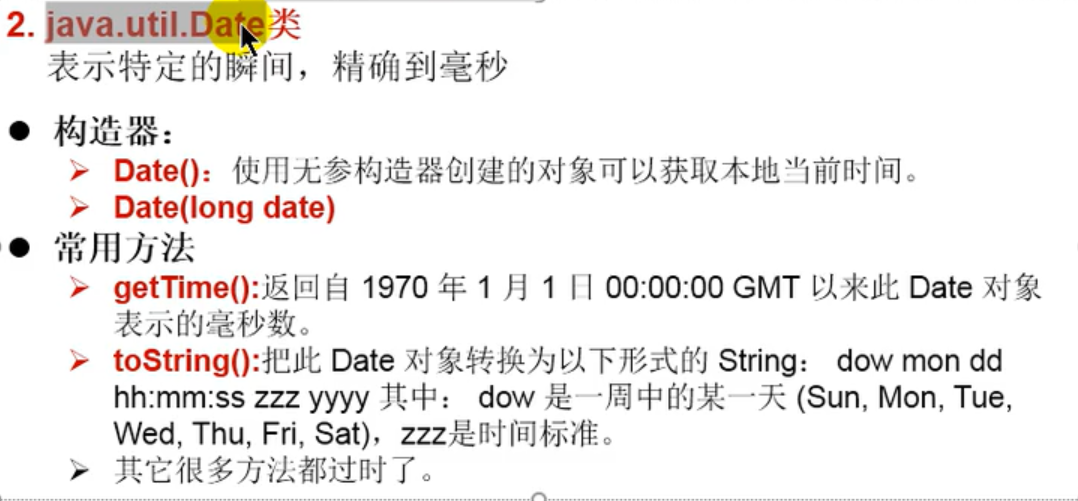 2. java.util.Date类
表示特定的瞬间，精确到毫秒
● 构造器：
➢ Date()：使用无参构造器创建的对象可以获取本地当前时间。
➢ Date(long date)
● 常用方法
➢ getTime():返回自 1970 年 1 月 1 日 00:00:00 GMT 以来此 Date 对象
表示的毫秒数。
➢ toString():把此 Date 对象转换为以下形式的 String： dow mon dd
hh:mm:ss zzz yyyy 其中： dow 是一周中的某一天 (Sun, Mon, Tue,
Wed, Thu, Fri, Sat)，zzz是时间标准。
➢ 其它很多方法都过时了。